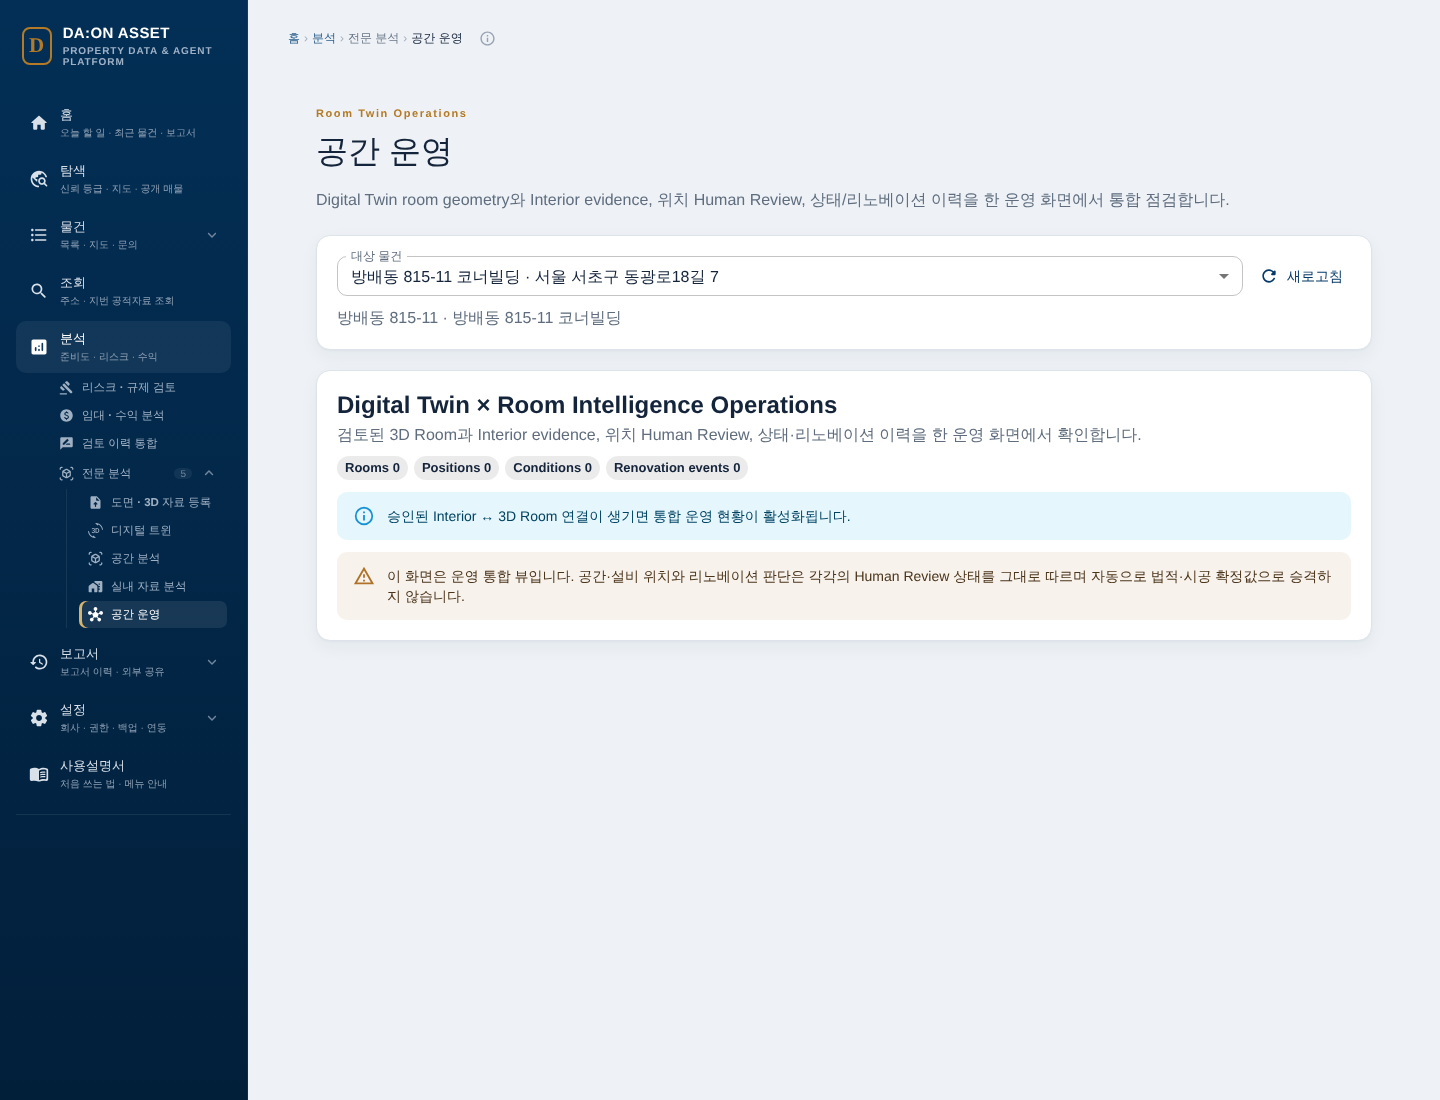 D
DA:ON ASSET
PROPERTY DATA & AGENT
PLATFORM
홈
오늘 할 일 · 최근 물건 · 보고서
탐색
신뢰 등급 · 지도 · 공개 매물
물건
목록 · 지도 · 문의
조회
주소 · 지번 공적자료 조회
분석
준비도 · 리스크 · 수익
리스크 · 규제 검토
임대 · 수익 분석
검토 이력 통합
전문 분석 5
도면 · 3D 자료 등록
3D 디지털 트윈
공간 분석
실내 자료 분석
공간 운영
보고서
보고서 이력 · 외부 공유
설정
회사 · 권한 · 백업 · 연동
사용설명서
처음 쓰는 법 · 메뉴 안내
홈 › 분석 › 전문 분석 › 공간 운영
Room Twin Operations
공간 운영
Digital Twin room geometry와 Interior evidence, 위치 Human Review, 상태/리노베이션 이력을 한 운영 화면에서 통합 점검합니다.
대상 물건
방배동 815-11 코너빌딩 · 서울 서초구 동광로18길 7
새로고침
방배동 815-11 · 방배동 815-11 코너빌딩
Digital Twin × Room Intelligence Operations
검토된 3D Room과 Interior evidence, 위치 Human Review, 상태·리노베이션 이력을 한 운영 화면에서 확인합니다.
Rooms 0 Positions 0 Conditions 0 Renovation events 0
승인된 Interior ↔ 3D Room 연결이 생기면 통합 운영 현황이 활성화됩니다.
이 화면은 운영 통합 뷰입니다. 공간·설비 위치와 리노베이션 판단은 각각의 Human Review 상태를 그대로 따르며 자동으로 법적·시공 확정값으로 승격하
지 않습니다.